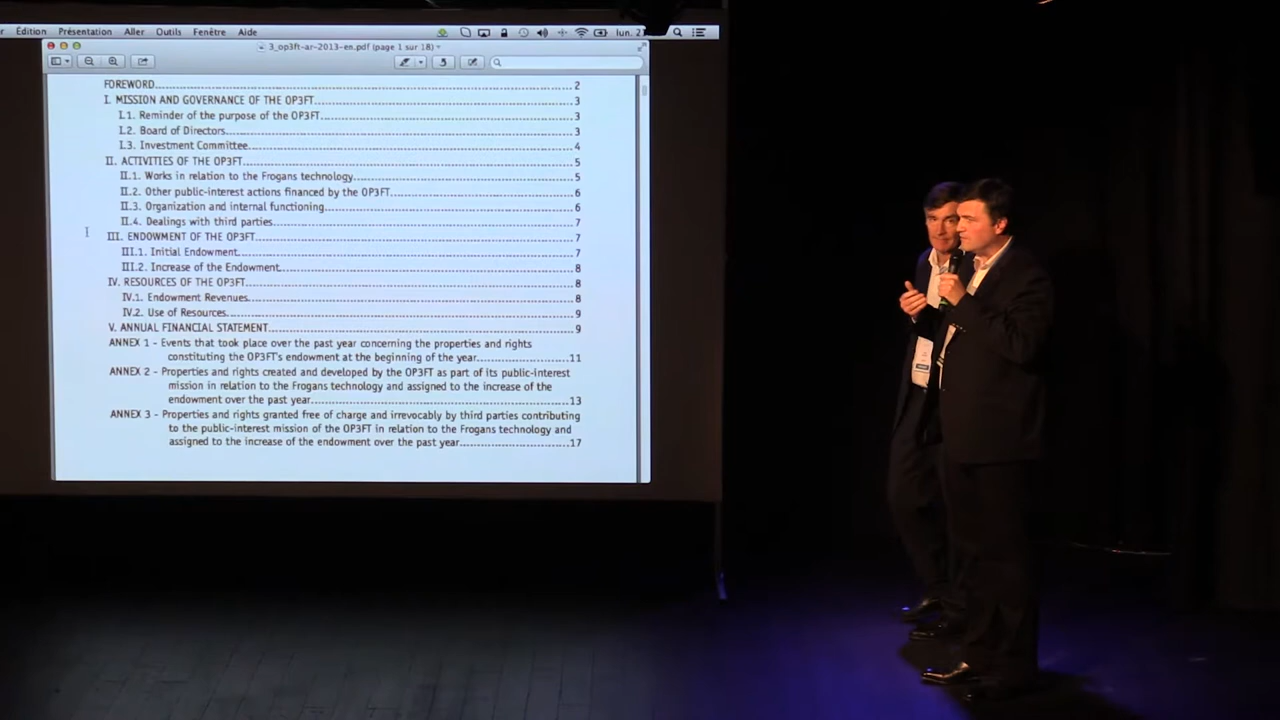 Édition Présentation Aller Outils Fenêtre Aide lun.
3_op3ft-ar-2013-en.pdf (page 1 sur 18)
FOREWORD 2
I. MISSION AND GOVERNANCE OF THE OP3FT 3
I.1. Reminder of the purpose of the OP3FT 3
I.2. Board of Directors 3
I.3. Investment Committee 4
II. ACTIVITIES OF THE OP3FT 5
II.1. Works in relation to the Frogans technology 5
II.2. Other public-interest actions financed by the OP3FT 6
II.3. Organization and internal functioning 6
II.4. Dealings with third parties 7
III. ENDOWMENT OF THE OP3FT 7
III.1. Initial Endowment 7
III.2. Increase of the Endowment 8
IV. RESOURCES OF THE OP3FT 8
IV.1. Endowment Revenues 8
IV.2. Use of Resources 9
V. ANNUAL FINANCIAL STATEMENT 9
ANNEX 1 - Events that took place over the past year concerning the properties and rights
constituting the OP3FT's endowment at the beginning of the year 11
ANNEX 2 - Properties and rights created and developed by the OP3FT as part of its public-interest
mission in relation to the Frogans technology and assigned to the increase of the
endowment over the past year 13
ANNEX 3 - Properties and rights granted free of charge and irrevocably by third parties contributing
to the public-interest mission of the OP3FT in relation to the Frogans technology and
assigned to the increase of the endowment over the past year 17